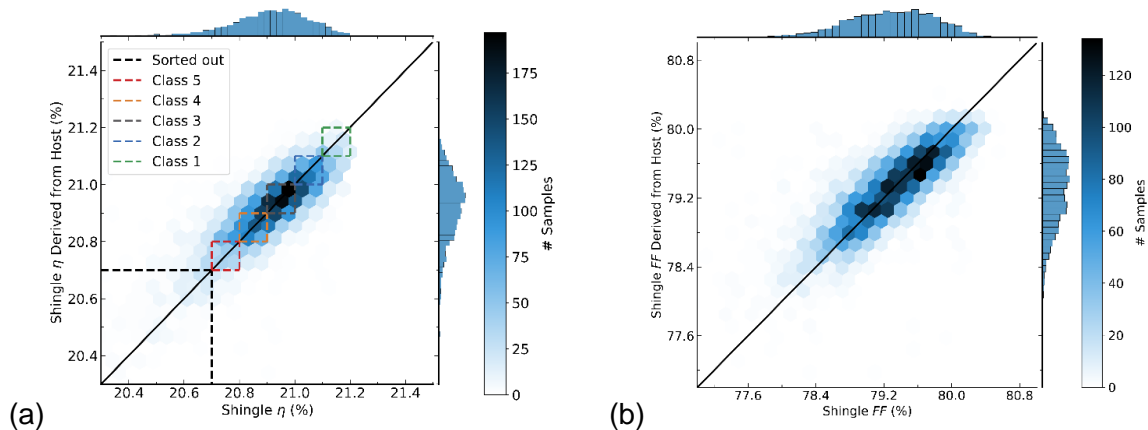 21.4
21.2
21.0
20.8
20.6
20.4
Shingle η Derived from Host (%)
Sorted out
Class 5
Class 4
Class 3
Class 2
Class 1
20.4 20.6 20.8 21.0 21.2 21.4
Shingle η (%)
175
150
125
100
75
50
25
0
# Samples
(a)
80.8
80.0
79.2
78.4
77.6
Shingle FF Derived from Host (%)
77.6 78.4 79.2 80.0 80.8
Shingle FF (%)
120
100
80
60
40
20
0
# Samples
(b)